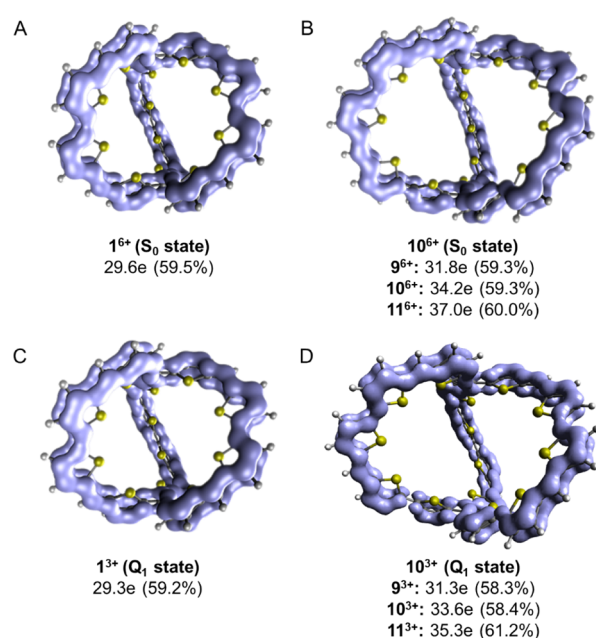 A
B
1⁶⁺ (S₀ state)
29.6e (59.5%)
10⁶⁺ (S₀ state)
9⁶⁺: 31.8e (59.3%)
10⁶⁺: 34.2e (59.3%)
11⁶⁺: 37.0e (60.0%)
C
D
1³⁺ (Q₁ state)
29.3e (59.2%)
10³⁺ (Q₁ state)
9³⁺: 31.3e (58.3%)
10³⁺: 33.6e (58.4%)
11³⁺: 35.3e (61.2%)